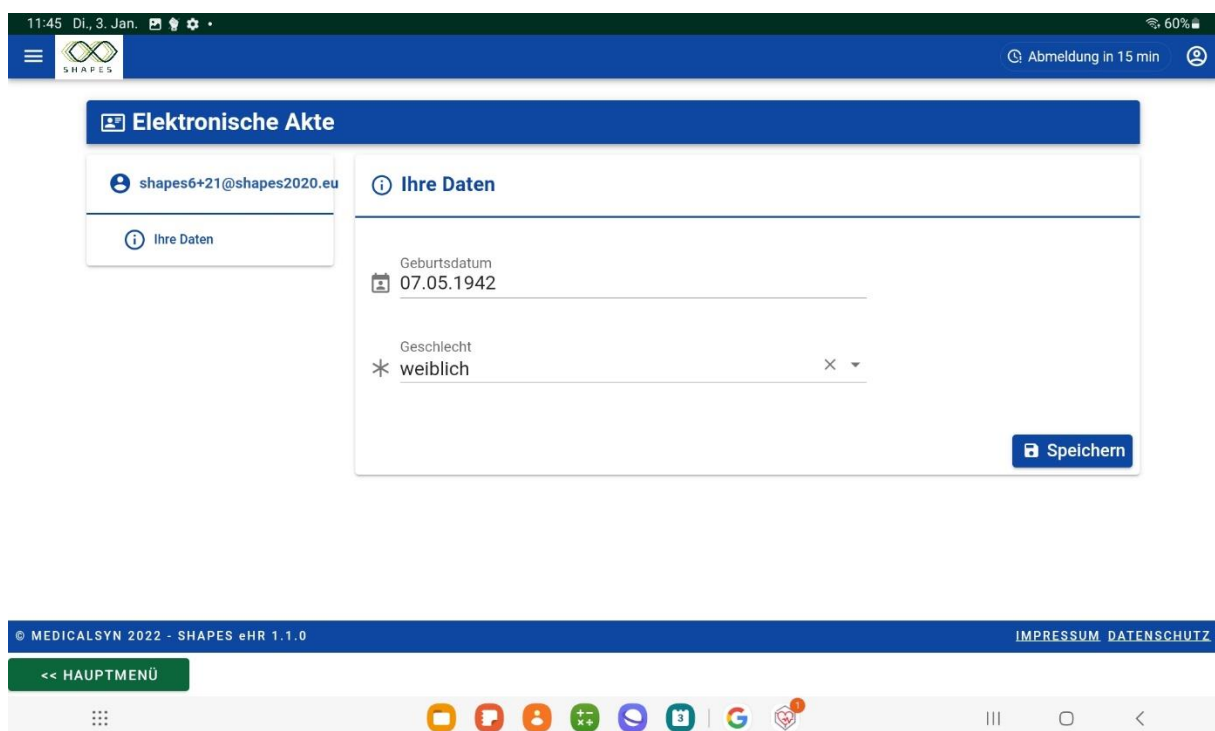 11:45 Di., 3. Jan. 60%
SHAPES
Abmeldung in 15 min
Elektronische Akte
shapes6+21@shapes2020.eu
Ihre Daten
Ihre Daten
Geburtsdatum
07.05.1942
Geschlecht
weiblich
Speichern
© MEDICALSYN 2022 - SHAPES eHR 1.1.0 IMPRESSUM DATENSCHUTZ
<< HAUPTMENÜ
3
1